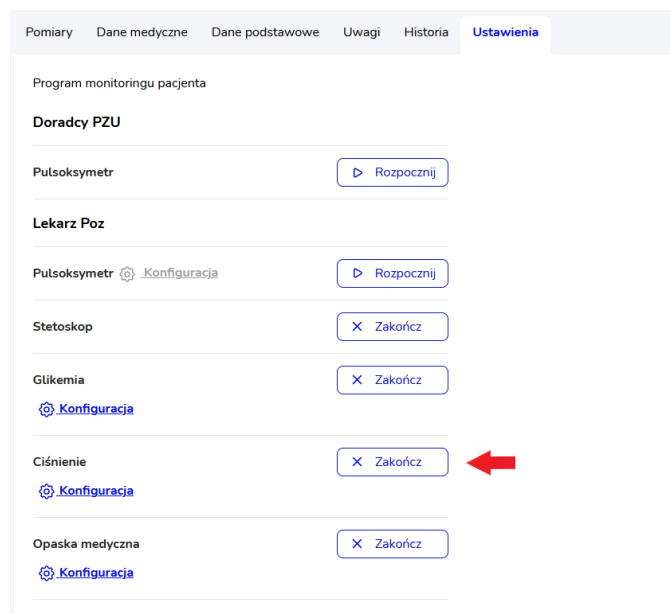 Pomiary Dane medyczne Dane podstawowe Uwagi Historia Ustawienia
Program monitoringu pacjenta
Doradcy PZU
Pulsoksymetr Rozpocznij
Lekarz Poz
Pulsoksymetr Konfiguracja Rozpocznij
Stetoskop Zakończ
Glikemia Zakończ
Konfiguracja
Ciśnienie Zakończ
Konfiguracja
Opaska medyczna Zakończ
Konfiguracja